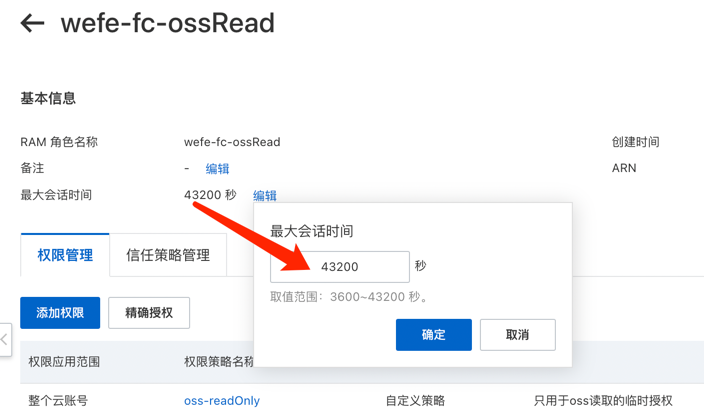 wefe-fc-ossRead
基本信息
RAM 角色名称 wefe-fc-ossRead 创建时间
备注 - 编辑 ARN
最大会话时间 43200 秒 编辑
最大会话时间
43200 秒
取值范围：3600~43200 秒。
确定 取消
权限管理 信任策略管理
添加权限 精确授权
权限应用范围 权限策略名称
整个云账号 oss-readOnly 自定义策略 只用于oss读取的临时授权